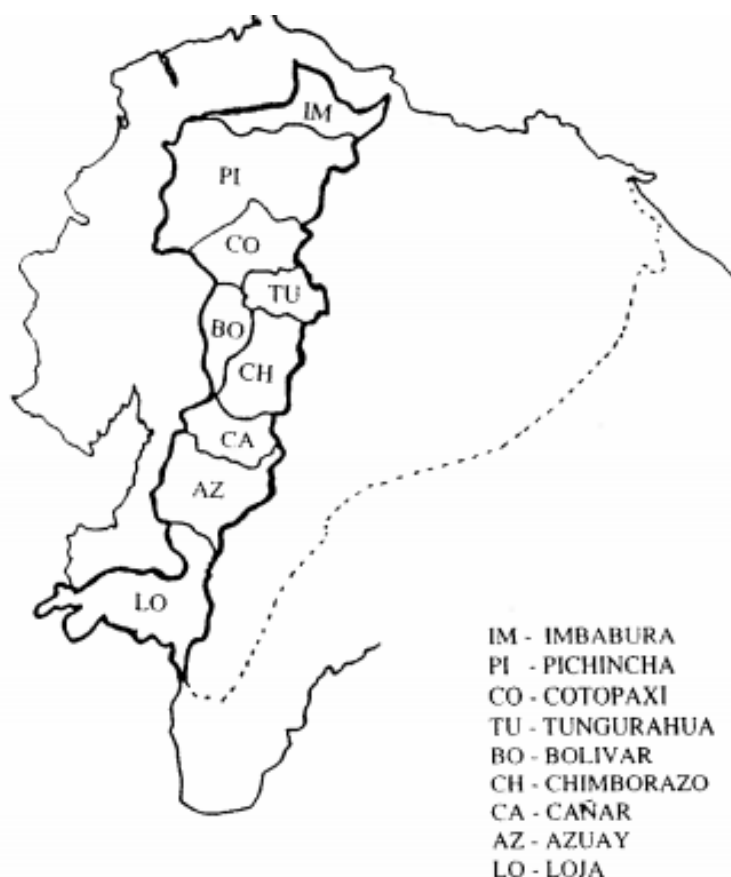 IM
PI
CO
TU
BO
CH
CA
AZ
LO
IM - IMBABURA
PI - PICHINCHA
CO - COTOPAXI
TU - TUNGURAHUA
BO - BOLIVAR
CH - CHIMBORAZO
CA - CAÑAR
AZ - AZUAY
LO - LOJA